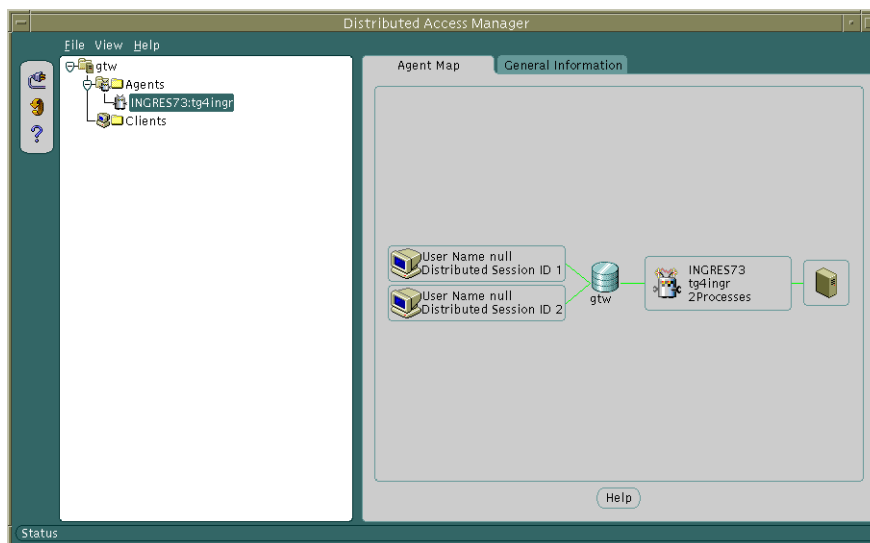 Distributed Access Manager
File View Help
gtw
Agents
INGRES73:tg4ingr
Clients
Agent Map
General Information
User Name null
Distributed Session ID 1
User Name null
Distributed Session ID 2
gtw
INGRES73
tg4ingr
2Processes
Help
Status